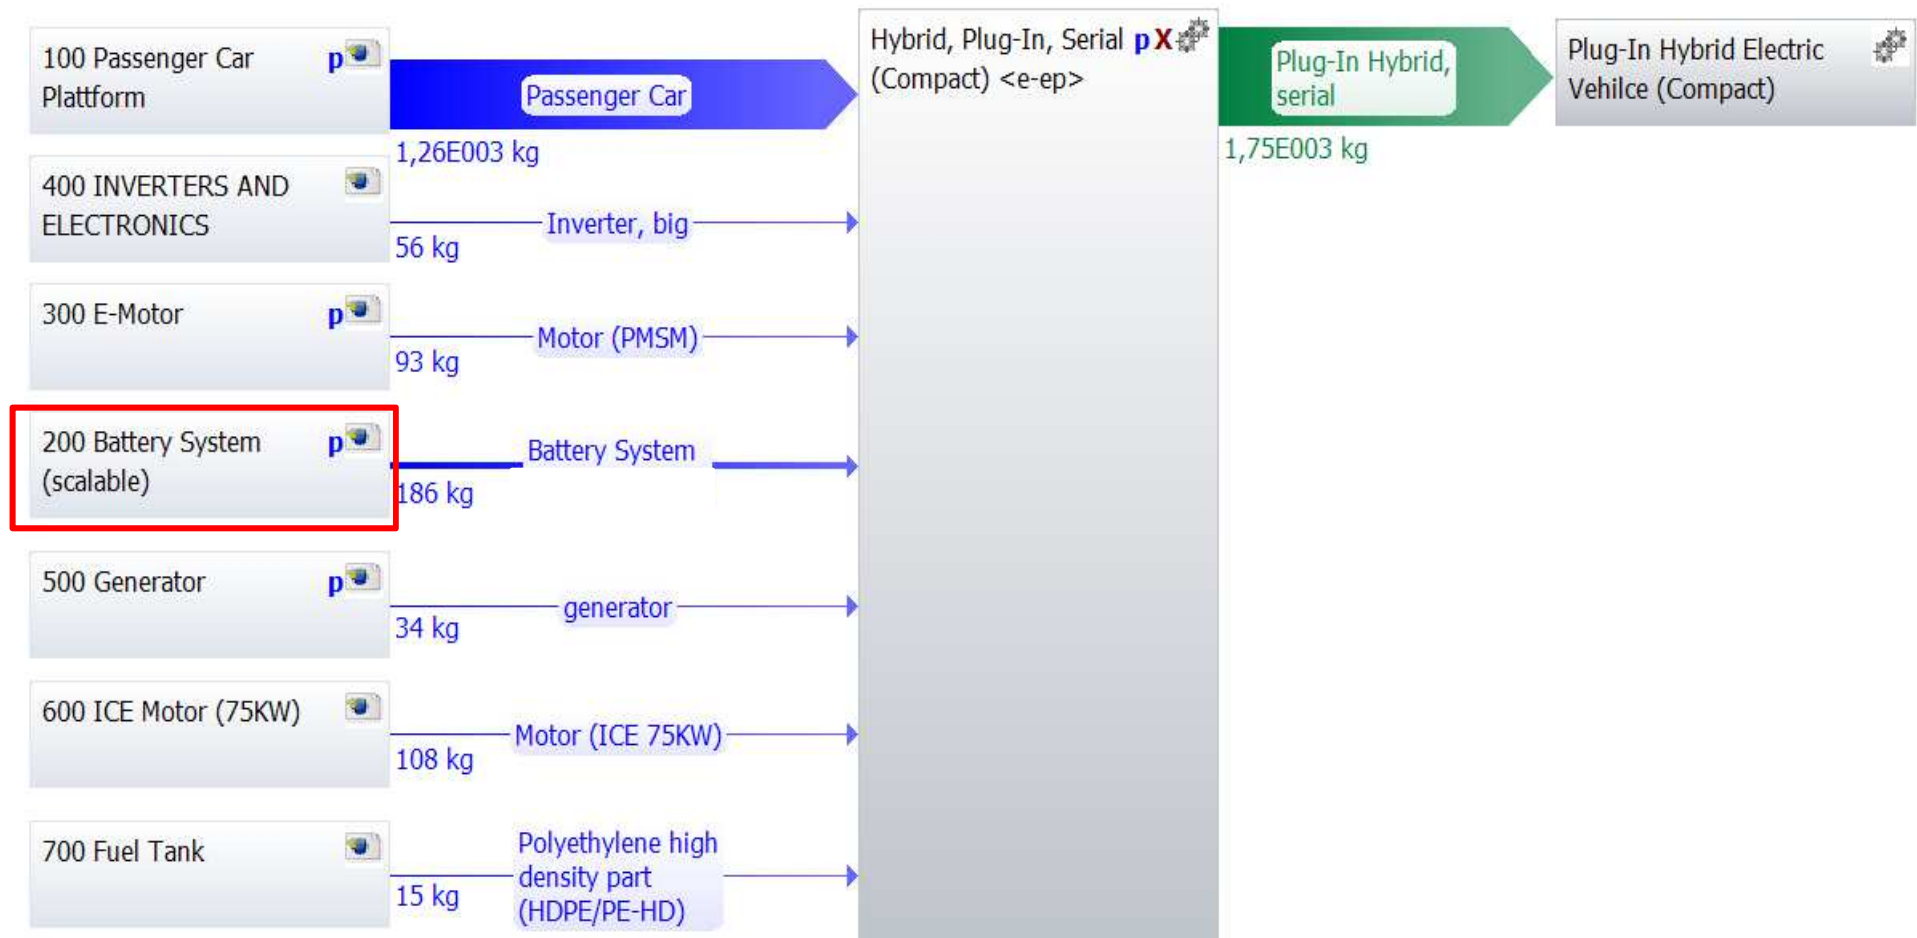 100 Passenger Car p
Plattform
Passenger Car
1,26E003 kg
400 INVERTERS AND
ELECTRONICS
Inverter, big
56 kg
300 E-Motor p
Motor (PMSM)
93 kg
200 Battery System p
(scalable)
Battery System
186 kg
500 Generator p
generator
34 kg
600 ICE Motor (75KW)
Motor (ICE 75KW)
108 kg
700 Fuel Tank
Polyethylene high
density part
(HDPE/PE-HD)
15 kg
Hybrid, Plug-In, Serial p X
(Compact) <e-ep>
Plug-In Hybrid,
serial
1,75E003 kg
Plug-In Hybrid Electric
Vehilce (Compact)